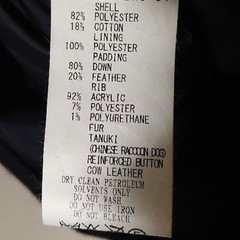 SHELL
82% POLYESTER
18% COTTON
LINING
100% POLYESTER
PADDING
80% DOWN
20% FEATHER
RIB
92% ACRYLIC
7% POLYESTER
1% POLYURETHANE
FUR
TANUKI
(CHINESE RACCOON DOG)
REINFORCED BUTTON
COW LEATHER
DRY CLEAN PETROLEUM
SOLVENTS ONLY
DO NOT WASH
DO NOT USE IRON
DO NOT BLEACH